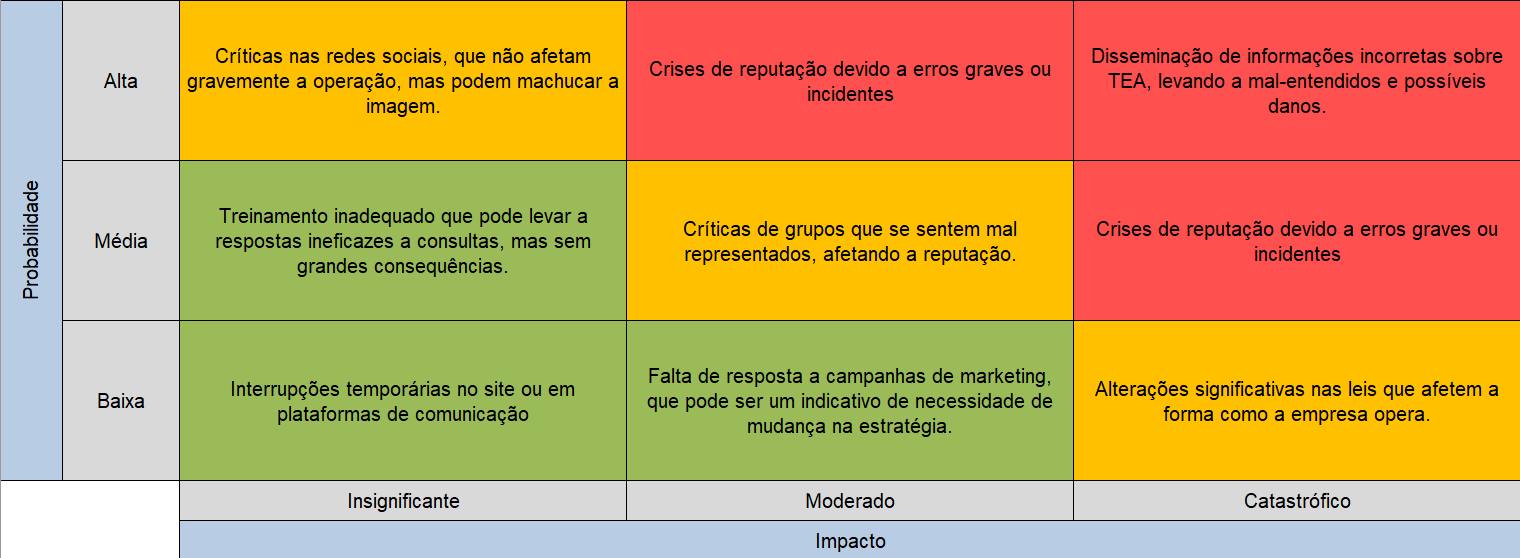 Probabilidade
Alta
Críticas nas redes sociais, que não afetam
gravemente a operação, mas podem machucar a
imagem.
Crises de reputação devido a erros graves ou
incidentes
Disseminação de informações incorretas sobre
TEA, levando a mal-entendidos e possíveis
danos.
Média
Treinamento inadequado que pode levar a
respostas ineficazes a consultas, mas sem
grandes consequências.
Críticas de grupos que se sentem mal
representados, afetando a reputação.
Crises de reputação devido a erros graves ou
incidentes
Baixa
Interrupções temporárias no site ou em
plataformas de comunicação
Falta de resposta a campanhas de marketing,
que pode ser um indicativo de necessidade de
mudança na estratégia.
Alterações significativas nas leis que afetem a
forma como a empresa opera.
Insignificante
Moderado
Catastrófico
Impacto